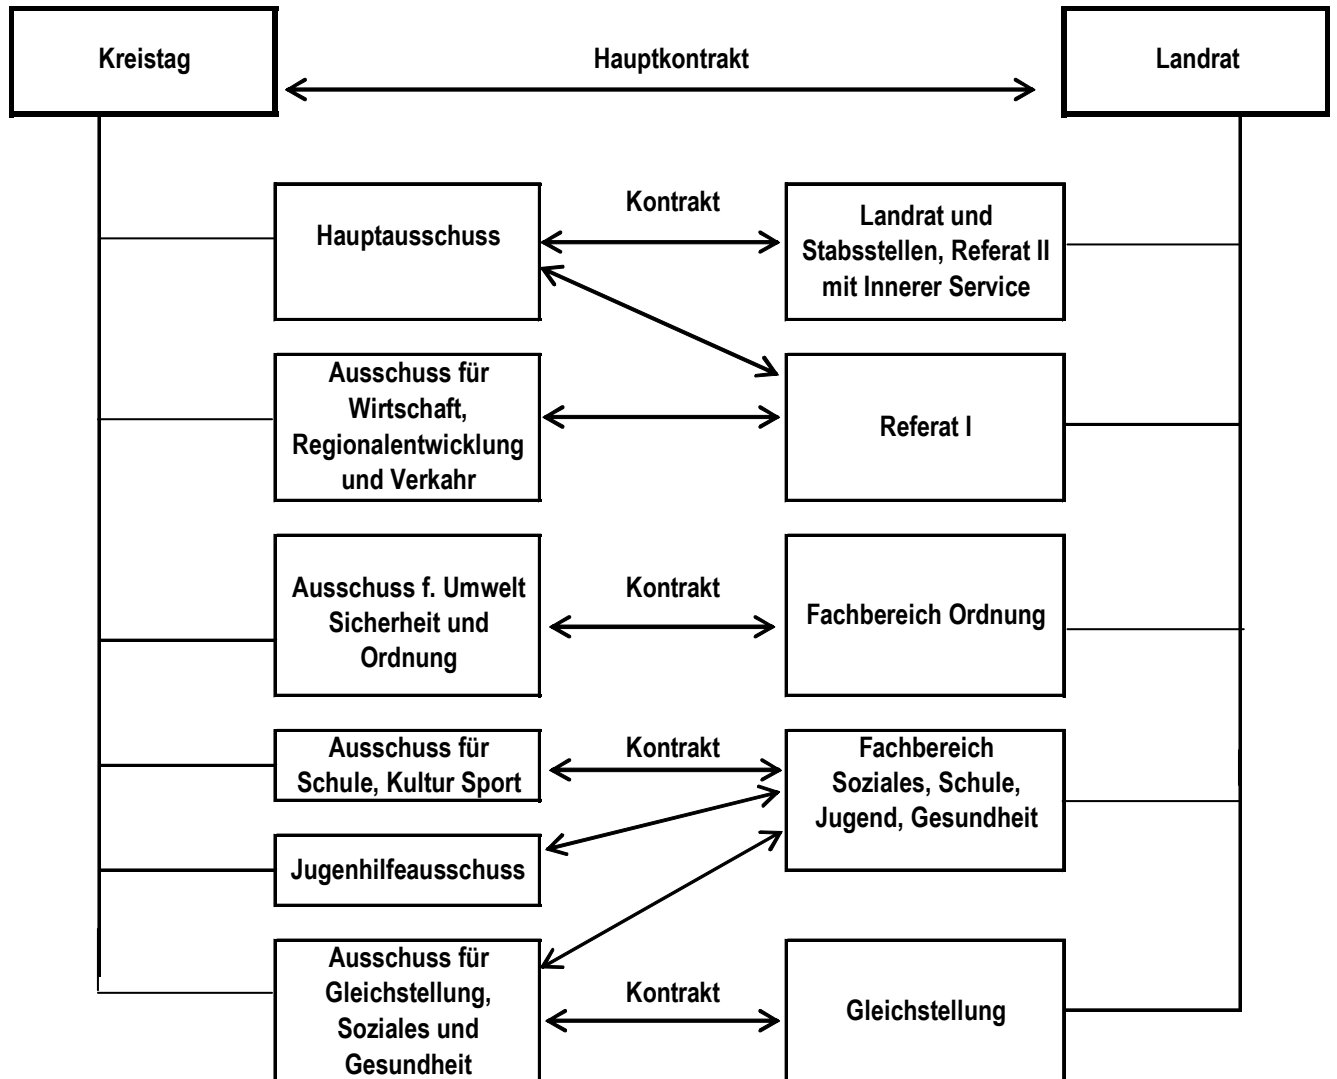 Kreistag
Hauptkontrakt
Landrat
Hauptausschuss
Kontrakt
Landrat und
Stabsstellen, Referat II
mit Innerer Service
Ausschuss für
Wirtschaft,
Regionalentwicklung
und Verkahr
Referat I
Ausschuss f. Umwelt
Sicherheit und
Ordnung
Kontrakt
Fachbereich Ordnung
Ausschuss für
Schule, Kultur Sport
Kontrakt
Fachbereich
Soziales, Schule,
Jugend, Gesundheit
Jugenhilfeausschuss
Ausschuss für
Gleichstellung,
Soziales und
Gesundheit
Kontrakt
Gleichstellung